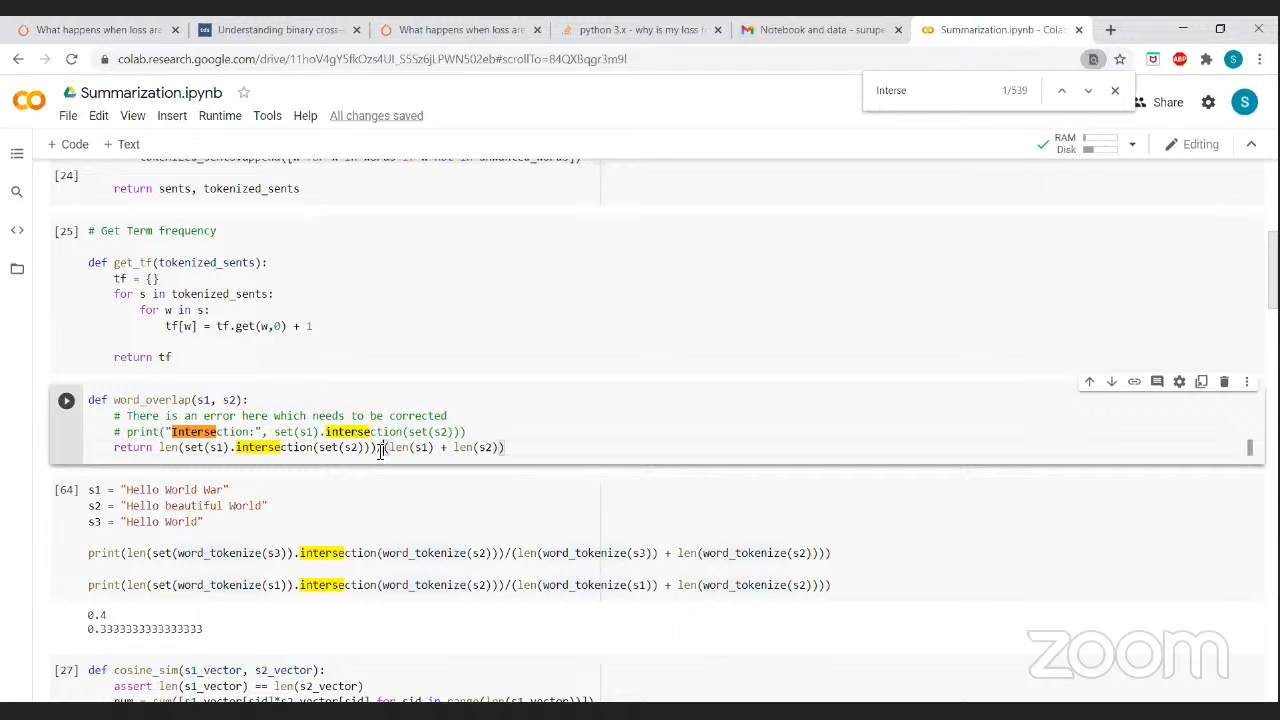 What happens when loss are
Understanding binary cross-
What happens when loss are
python 3.x - why is my loss f
Notebook and data - surupe
Summarization.ipynb - Colab
Interse 1/539
Summarization.ipynb
Share
File Edit View Insert Runtime Tools Help All changes saved
+ Code + Text
RAM
Disk
Editing
[24]
return sents, tokenized_sents
[25] # Get Term frequency
def get_tf(tokenized_sents):
tf = {}
for s in tokenized_sents:
for w in s:
tf[w] = tf.get(w,0) + 1
return tf
def word_overlap(s1, s2):
# There is an error here which needs to be corrected
# print("Intersection:", set(s1).intersection(set(s2)))
return len(set(s1).intersection(set(s2)))/(len(s1) + len(s2))
[64] s1 = "Hello World War"
s2 = "Hello beautiful World"
s3 = "Hello World"
print(len(set(word_tokenize(s3)).intersection(word_tokenize(s2)))/(len(word_tokenize(s3)) + len(word_tokenize(s2))))
print(len(set(word_tokenize(s1)).intersection(word_tokenize(s2)))/(len(word_tokenize(s1)) + len(word_tokenize(s2))))
0.4
0.3333333333333333
zoom
[27] def cosine_sim(s1_vector, s2_vector):
assert len(s1_vector) == len(s2_vector)